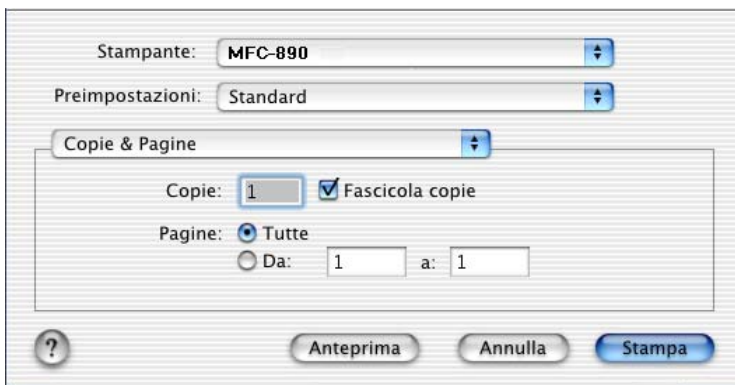 Stampante: MFC-890
Preimpostazioni: Standard
Copie & Pagine
Copie: 1 Fascicola copie
Pagine: Tutte
Da: 1 a: 1
? Anteprima Annulla Stampa